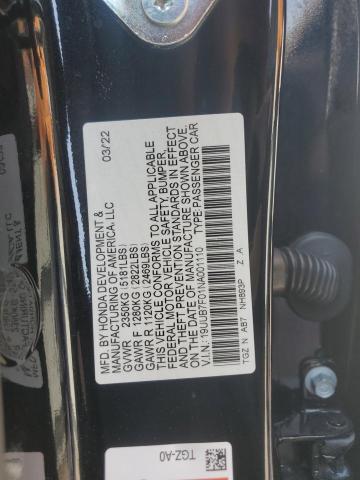 MFD. BY HONDA DEVELOPMENT & 03/22
MANUFACTURING OF AMERICA, LLC
GVWR 2350KG (5181LBS)
GAWR F 1280KG (2822LBS)
GAWR R 1120KG (2469LBS)
THIS VEHICLE CONFORMS TO ALL APPLICABLE
FEDERAL MOTOR VEHICLE SAFETY, BUMPER,
AND THEFT PREVENTION STANDARDS IN EFFECT
ON THE DATE OF MANUFACTURE SHOWN ABOVE.
V.I.N.: 19UUB7F01NA001110 TYPE:PASSENGER CAR
TGZ N AB7 NH893P Z A
TGZ-A0